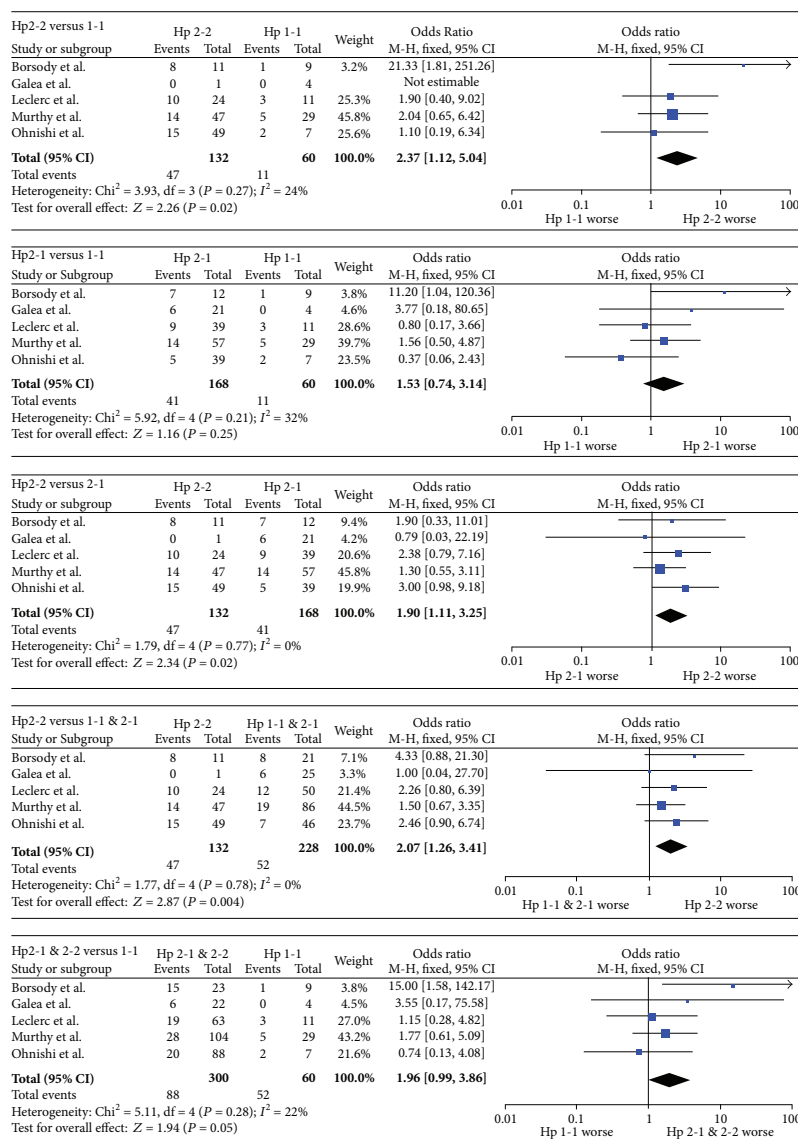 Hp2-2 versus 1-1 Hp 2-2 Hp 1-1 Weight Odds Ratio Odds ratio
Study or subgroup Events Total Events Total M-H, fixed, 95% CI M-H, fixed, 95% CI
Borsody et al. 8 11 1 9 3.2% 21.33 [1.81, 251.26]
Galea et al. 0 1 0 4 Not estimable
Leclerc et al. 10 24 3 11 25.3% 1.90 [0.40, 9.02]
Murthy et al. 14 47 5 29 45.8% 2.04 [0.65, 6.42]
Ohnishi et al. 15 49 2 7 25.6% 1.10 [0.19, 6.34]
Total (95% CI) 132 60 100.0% 2.37 [1.12, 5.04]
Total events 47 11
Heterogeneity: Chi² = 3.93, df = 3 (P = 0.27); I² = 24%
Test for overall effect: Z = 2.26 (P = 0.02)
0.01 0.1 1 10 100
Hp 1-1 worse Hp 2-2 worse
Hp2-1 versus 1-1 Hp 2-1 Hp 1-1 Weight Odds ratio Odds ratio
Study or Subgroup Events Total Events Total M-H, fixed, 95% CI M-H, fixed, 95% CI
Borsody et al. 7 12 1 9 3.8% 11.20 [1.04, 120.36]
Galea et al. 6 21 0 4 4.6% 3.77 [0.18, 80.65]
Leclerc et al. 9 39 3 11 28.6% 0.80 [0.17, 3.66]
Murthy et al. 14 57 5 29 39.7% 1.56 [0.50, 4.87]
Ohnishi et al. 5 39 2 7 23.5% 0.37 [0.06, 2.43]
Total (95% CI) 168 60 100.0% 1.53 [0.74, 3.14]
Total events 41 11
Heterogeneity: Chi² = 5.92, df = 4 (P = 0.21); I² = 32%
Test for overall effect: Z = 1.16 (P = 0.25)
0.01 0.1 1 10 100
Hp 1-1 worse Hp 2-1 worse
Hp2-2 versus 2-1 Hp 2-2 Hp 2-1 Weight Odds ratio Odds ratio
Study or subgroup Events Total Events Total M-H, fixed, 95% CI M-H, fixed, 95% CI
Borsody et al. 8 11 7 12 9.4% 1.90 [0.33, 11.01]
Galea et al. 0 1 6 21 4.2% 0.79 [0.03, 22.19]
Leclerc et al. 10 24 9 39 20.6% 2.38 [0.79, 7.16]
Murthy et al. 14 47 14 57 45.8% 1.30 [0.55, 3.11]
Ohnishi et al. 15 49 5 39 19.9% 3.00 [0.98, 9.18]
Total (95% CI) 132 168 100.0% 1.90 [1.11, 3.25]
Total events 47 41
Heterogeneity: Chi² = 1.79, df = 4 (P = 0.77); I² = 0%
Test for overall effect: Z = 2.34 (P = 0.02)
0.01 0.1 1 10 100
Hp 2-1 worse Hp 2-2 worse
Hp2-2 versus 1-1 & 2-1 Hp 2-2 Hp 1-1 & 2-1 Weight Odds ratio Odds ratio
Study or Subgroup Events Total Events Total M-H, fixed, 95% CI M-H, fixed, 95% CI
Borsody et al. 8 11 8 21 7.1% 4.33 [0.88, 21.30]
Galea et al. 0 1 6 25 3.3% 1.00 [0.04, 27.70]
Leclerc et al. 10 24 12 50 21.4% 2.26 [0.80, 6.39]
Murthy et al. 14 47 19 86 44.5% 1.50 [0.67, 3.35]
Ohnishi et al. 15 49 7 46 23.7% 2.46 [0.90, 6.74]
Total (95% CI) 132 228 100.0% 2.07 [1.26, 3.41]
Total events 47 52
Heterogeneity: Chi² = 1.77, df = 4 (P = 0.78); I² = 0%
Test for overall effect: Z = 2.87 (P = 0.004)
0.01 0.1 1 10 100
Hp 1-1 & 2-1 worse Hp 2-2 worse
Hp2-1 & 2-2 versus 1-1 Hp 2-1 & 2-2 Hp 1-1 Weight Odds ratio Odds ratio
Study or subgroup Events Total Events Total M-H, fixed, 95% CI M-H, fixed, 95% CI
Borsody et al. 15 23 1 9 3.8% 15.00 [1.58, 142.17]
Galea et al. 6 22 0 4 4.5% 3.55 [0.17, 75.58]
Leclerc et al. 19 63 3 11 27.0% 1.15 [0.28, 4.82]
Murthy et al. 28 104 5 29 43.2% 1.77 [0.61, 5.09]
Ohnishi et al. 20 88 2 7 21.6% 0.74 [0.13, 4.08]
Total (95% CI) 300 60 100.0% 1.96 [0.99, 3.86]
Total events 88 52
Heterogeneity: Chi² = 5.11, df = 4 (P = 0.28); I² = 22%
Test for overall effect: Z = 1.94 (P = 0.05)
0.01 0.1 1 10 100
Hp 1-1 worse Hp 2-1 & 2-2 worse